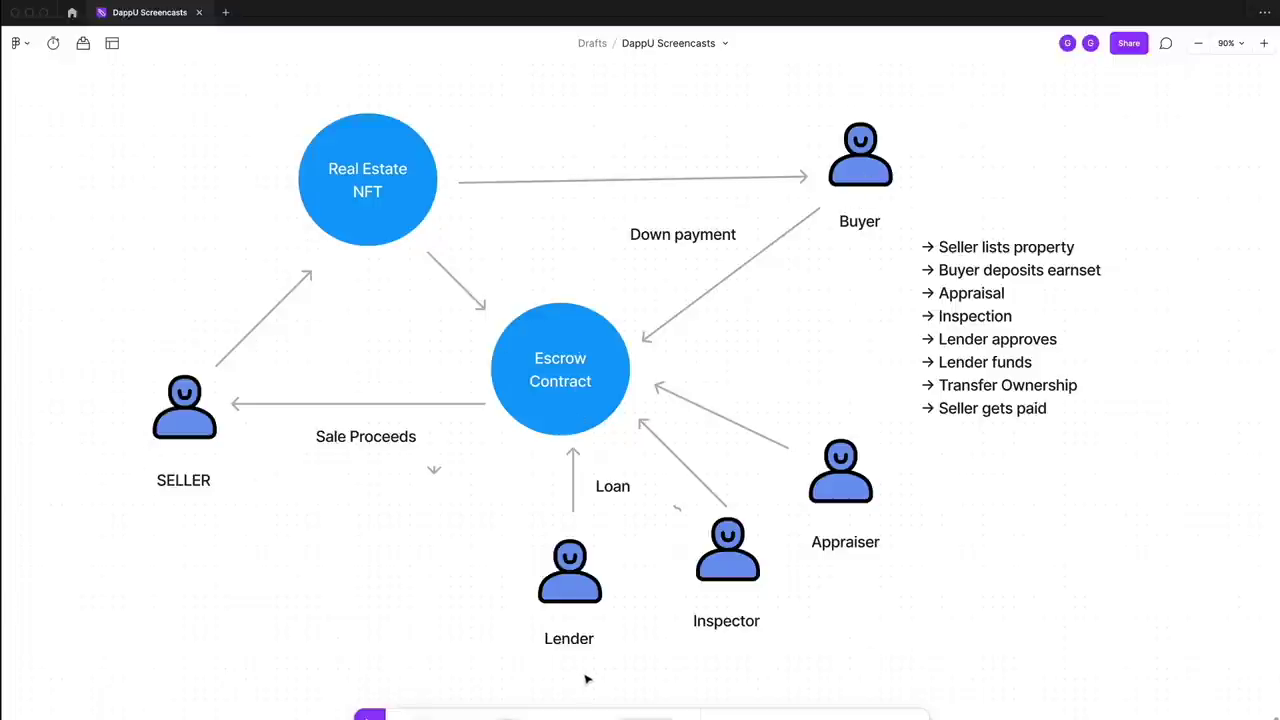 DappU Screencasts
Drafts / DappU Screencasts
G
G
Share
90%
Real Estate
NFT
Buyer
Down payment
→ Seller lists property
→ Buyer deposits earnset
→ Appraisal
→ Inspection
→ Lender approves
→ Lender funds
→ Transfer Ownership
→ Seller gets paid
Escrow
Contract
Sale Proceeds
SELLER
Loan
Appraiser
Inspector
Lender